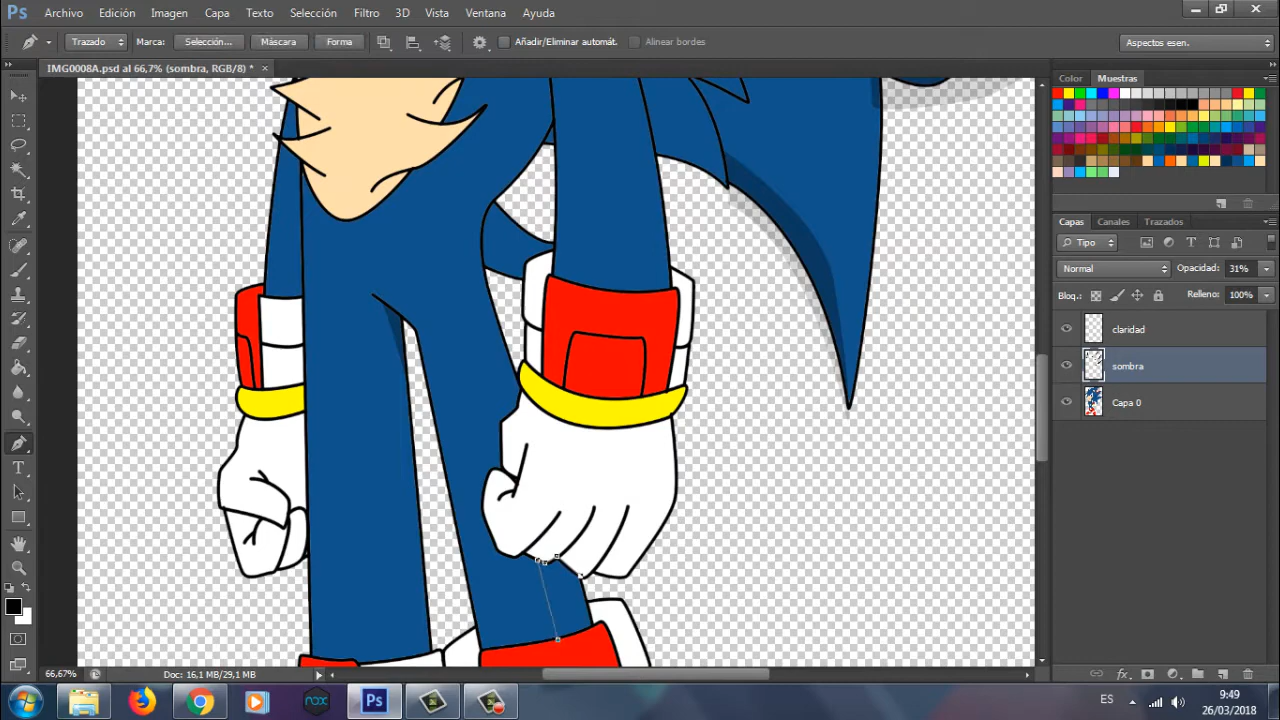 Ps Archivo Edición Imagen Capa Texto Selección Filtro 3D Vista Ventana Ayuda
Trazado Marca: Selección... Máscara Forma Añadir/Eliminar automát. Alinear bordes Aspectos esen.
IMG0008A.psd al 66,7% (sombra, RGB/8) * ×
Color Muestras
Capas Canales Trazados
Tipo
Normal Opacidad: 31%
Bloq.: Relleno: 100%
claridad
sombra
Capa 0
66,67% Doc: 16,1 MB/29,1 MB
nox Ps ES 9:49
26/03/2018